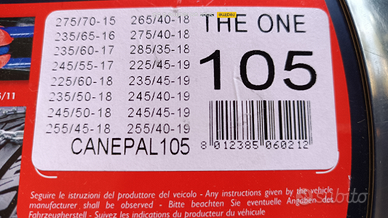 275/70-15 265/40-18
235/65-16 275/40-18
235/60-17 285/35-18
245/55-17 225/45-19
225/60-18 235/45-19
235/50-18 245/40-19
245/50-18 245/45-19
255/45-18 255/40-19
CANEPAL105
THE ONE
105
8 012385 060212
/11
Seguire le istruzioni del produttore del veicolo - Any instructions given by the vehicle
manufacturer shall be observed - Bitte beachten Sie eventuelle Angaben des
Fahrzeugherstell - Suivez les indications du producteur du véhicule
subito